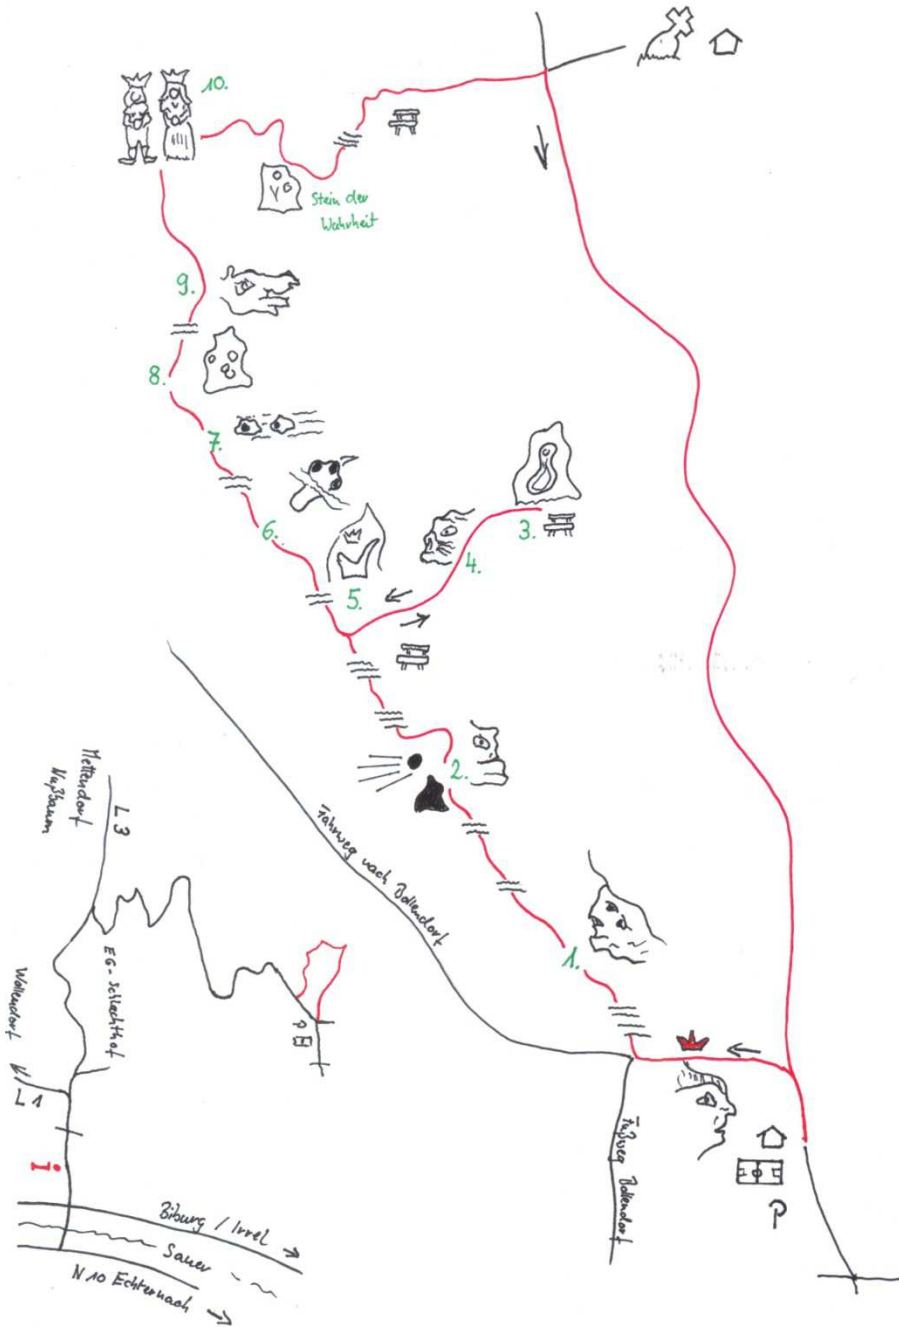 10.
Stein der
Wahrheit
9.
8.
7.
6.
5.
4.
3.
2.
1.
Fahrweg nach Bollendorf
Fußweg Bollendorf
P
Mettendorf
Nußbaum
L 3
EG-Schlachthof
Wallendorf
L 1
P
i
Bitburg / Irrel
Sauer
N 10 Echternach